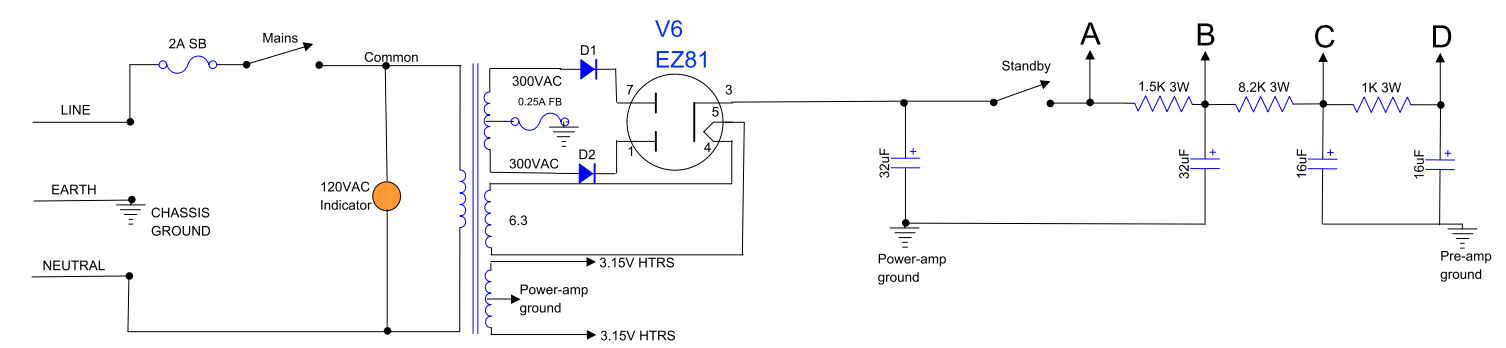 2A SB
Mains
Common
LINE
EARTH
CHASSIS
GROUND
NEUTRAL
120VAC
Indicator
300VAC
D1
0.25A FB
300VAC
D2
6.3
3.15V HTRS
Power-amp
ground
3.15V HTRS
V6
EZ81
7
1
3
5
4
Standby
A
B
C
D
1.5K 3W
8.2K 3W
1K 3W
32uF
+
32uF
+
16uF
+
16uF
+
Power-amp
ground
Pre-amp
ground